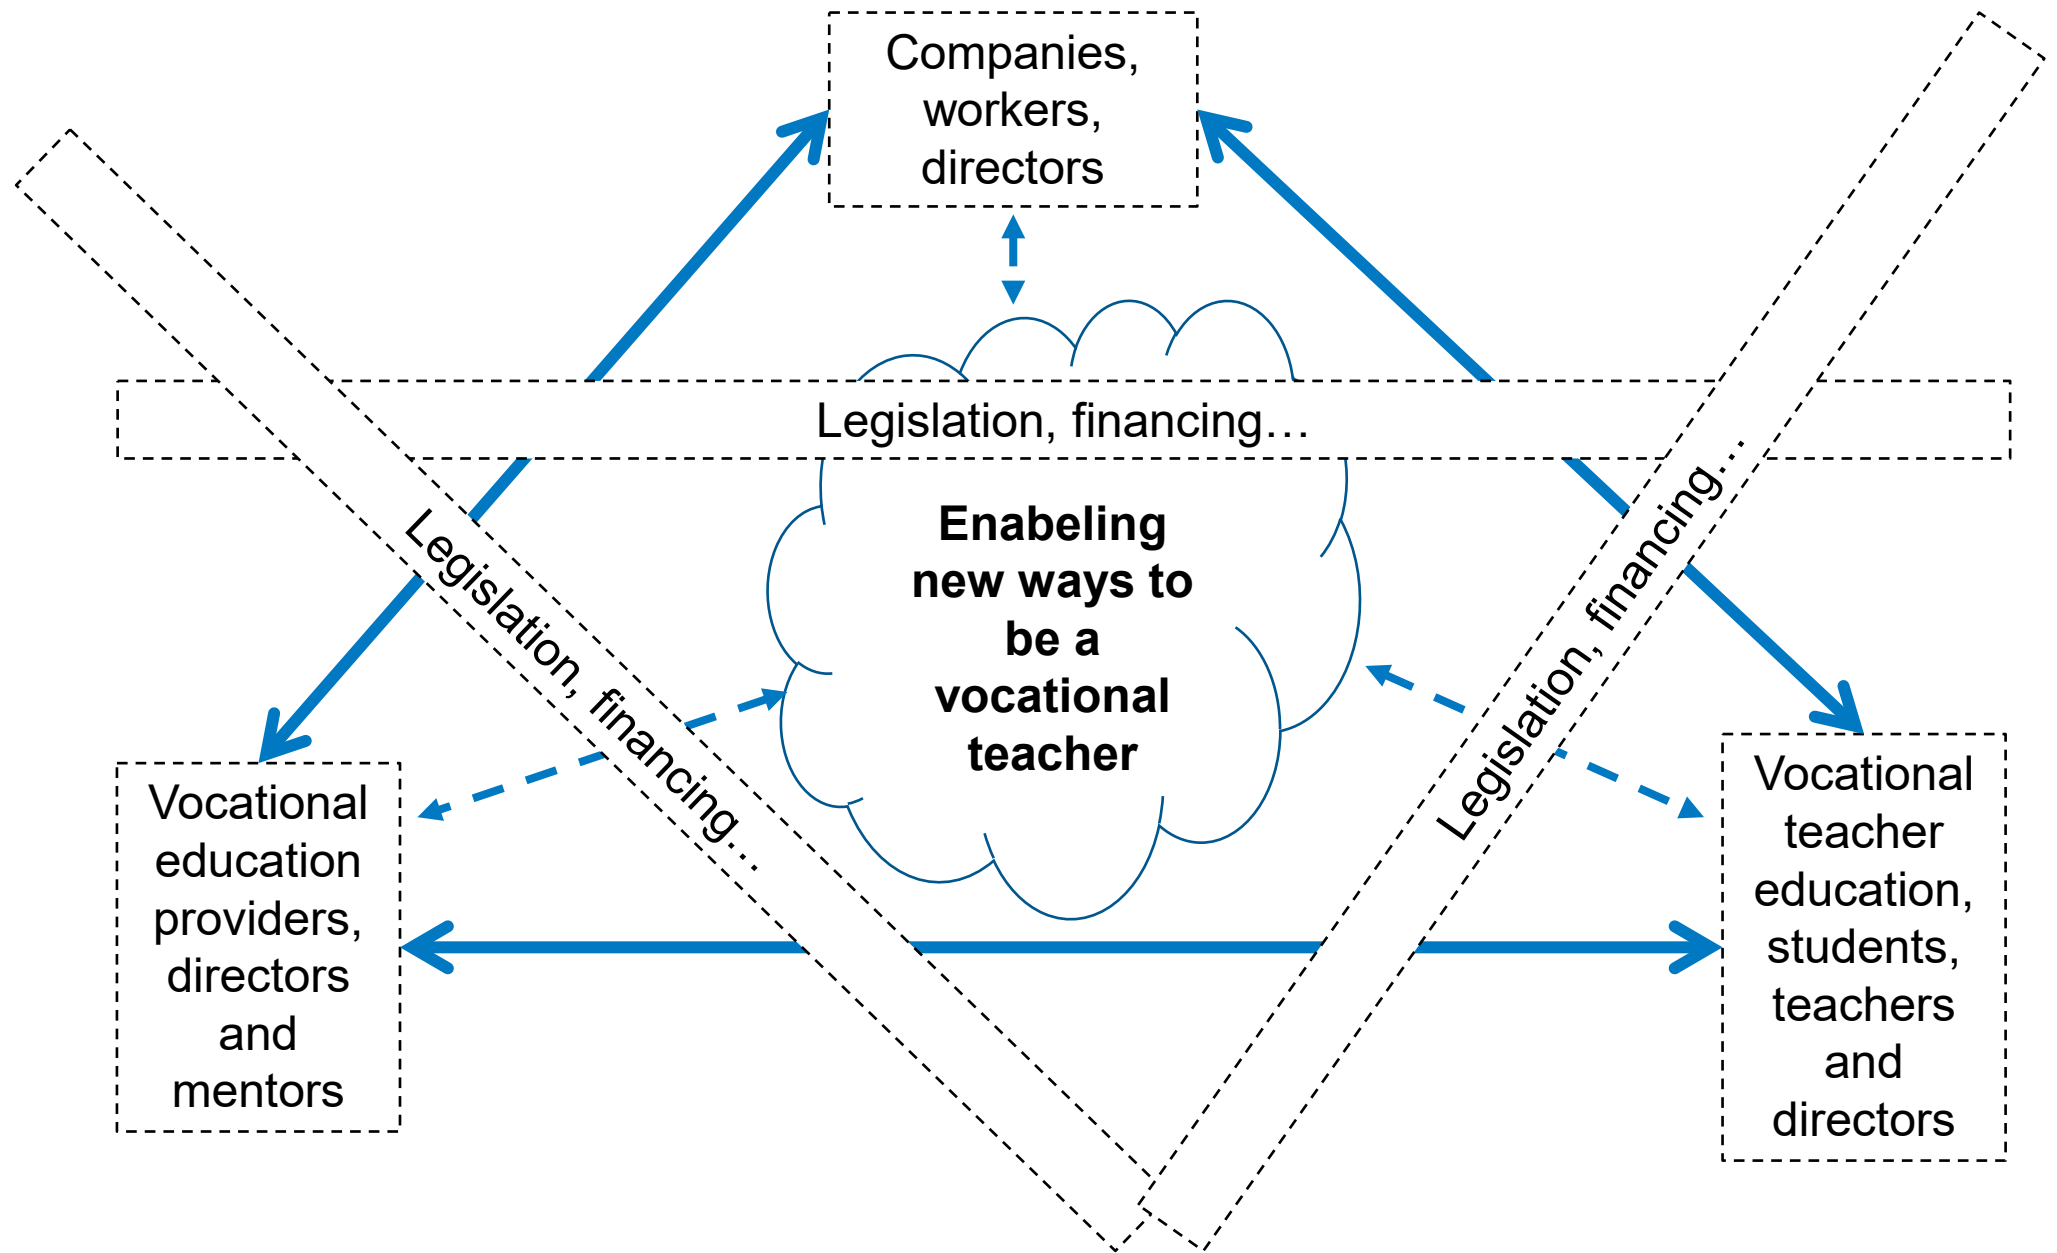 Companies,
workers,
directors
Legislation, financing…
Legislation, financing…
Legislation, financing…
Enabeling
new ways to
be a
vocational
teacher
Vocational
education
providers,
directors
and
mentors
Vocational
teacher
education,
students,
teachers
and
directors